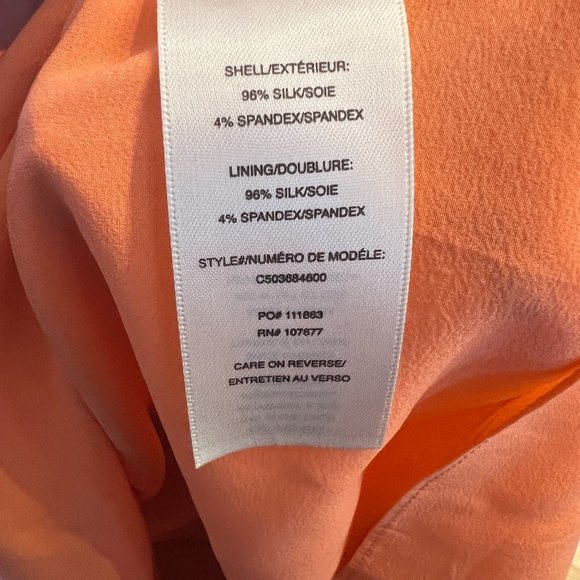 SHELL/EXTÉRIEUR:
96% SILK/SOIE
4% SPANDEX/SPANDEX
LINING/DOUBLURE:
96% SILK/SOIE
4% SPANDEX/SPANDEX
STYLE#/NUMÉRO DE MODÉLE:
C503684600
PO# 111863
RN# 107677
CARE ON REVERSE/
ENTRETIEN AU VERSO